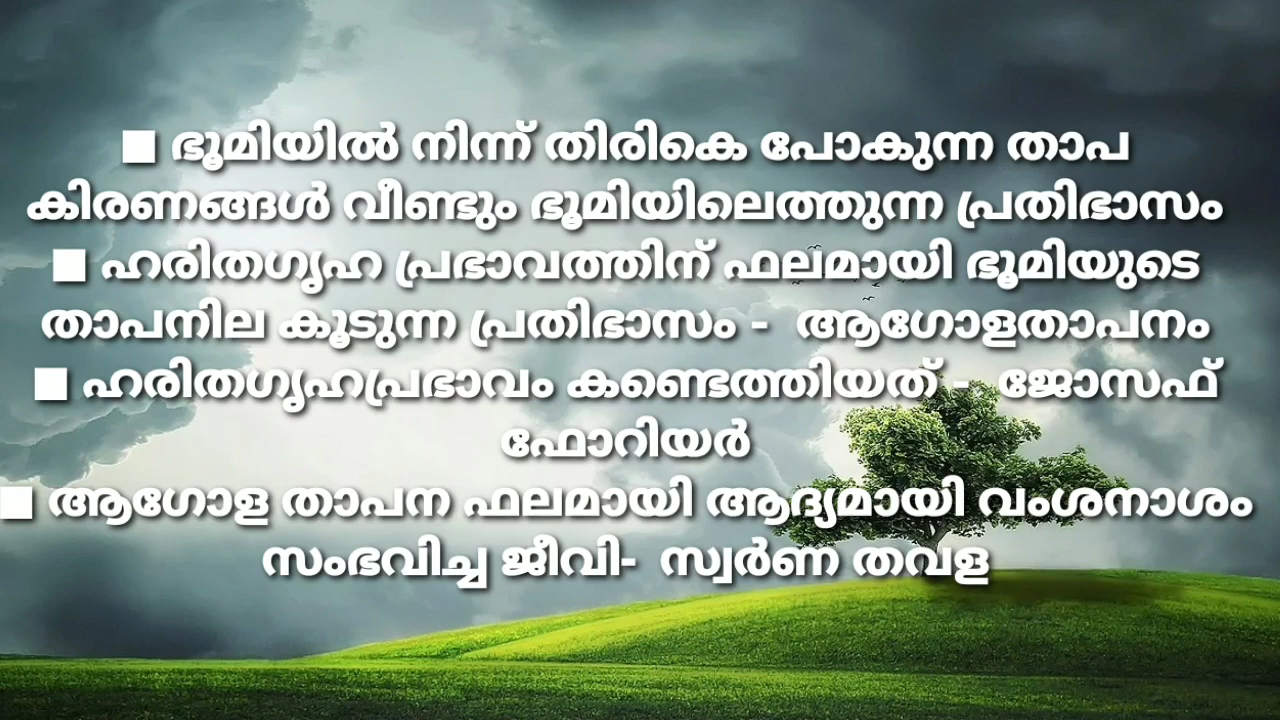 ■ ഭൂമിയിൽ നിന്ന് തിരികെ പോകുന്ന താപ
കിരണങ്ങൾ വീണ്ടും ഭൂമിയിലെത്തുന്ന പ്രതിഭാസം
■ ഹരിതഗൃഹ പ്രഭാവത്തിന് ഫലമായി ഭൂമിയുടെ
താപനില കൂടുന്ന പ്രതിഭാസം - ആഗോളതാപനം
■ ഹരിതഗൃഹപ്രഭാവം കണ്ടെത്തിയത് - ജോസഫ്
ഫോറിയർ
■ ആഗോള താപന ഫലമായി ആദ്യമായി വംശനാശം
സംഭവിച്ച ജീവി- സ്വർണ തവള